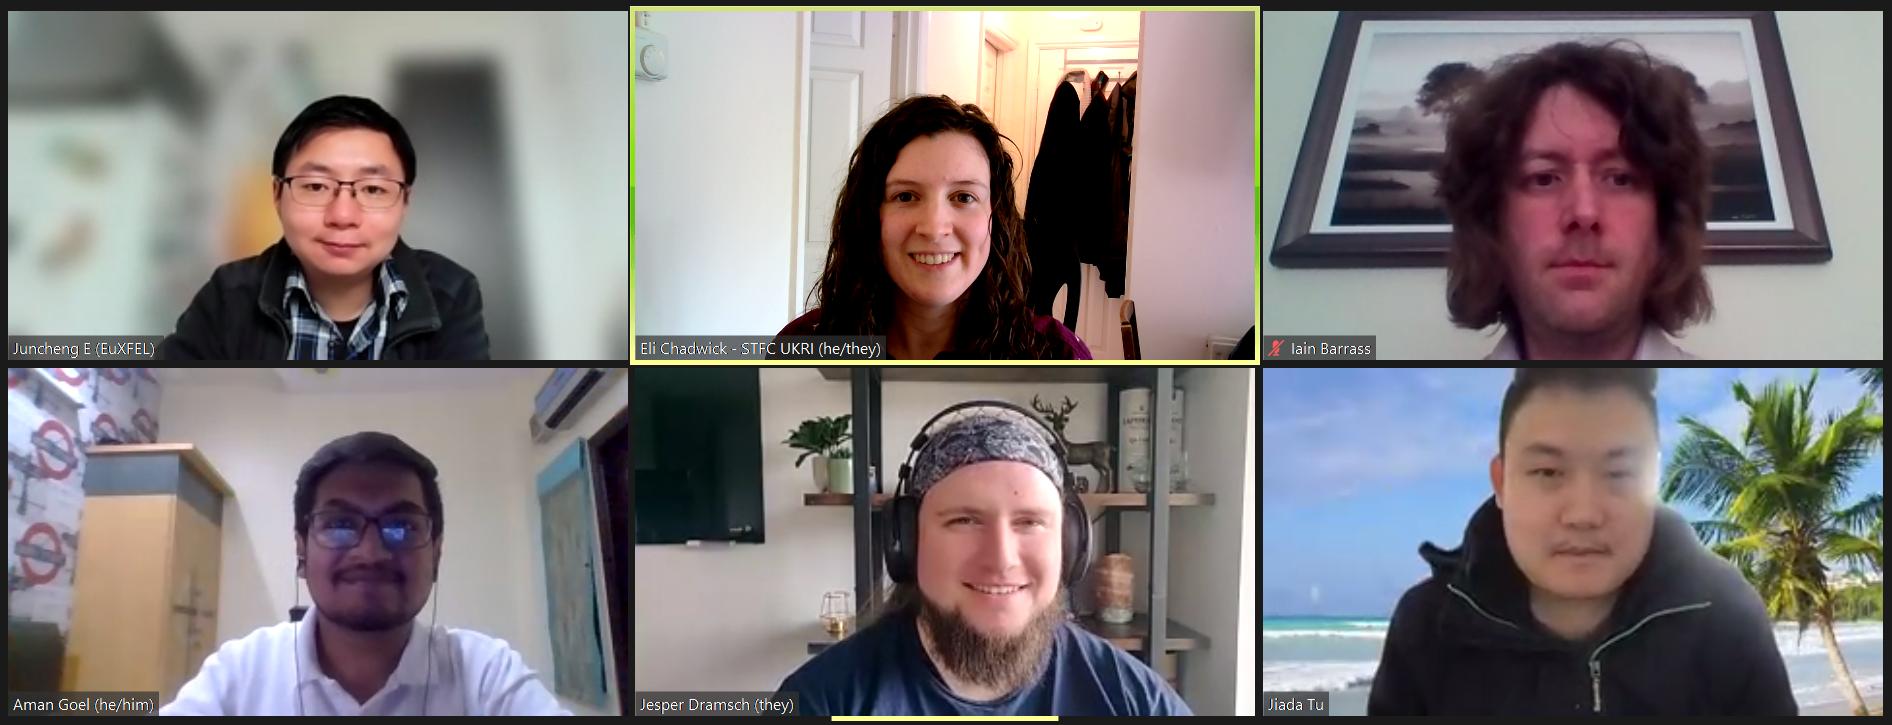 Juncheng E (EuXFEL)
Eli Chadwick - STFC UKRI (he/they)
Iain Barrass
Aman Goel (he/him)
Jesper Dramsch (they)
Jiada Tu